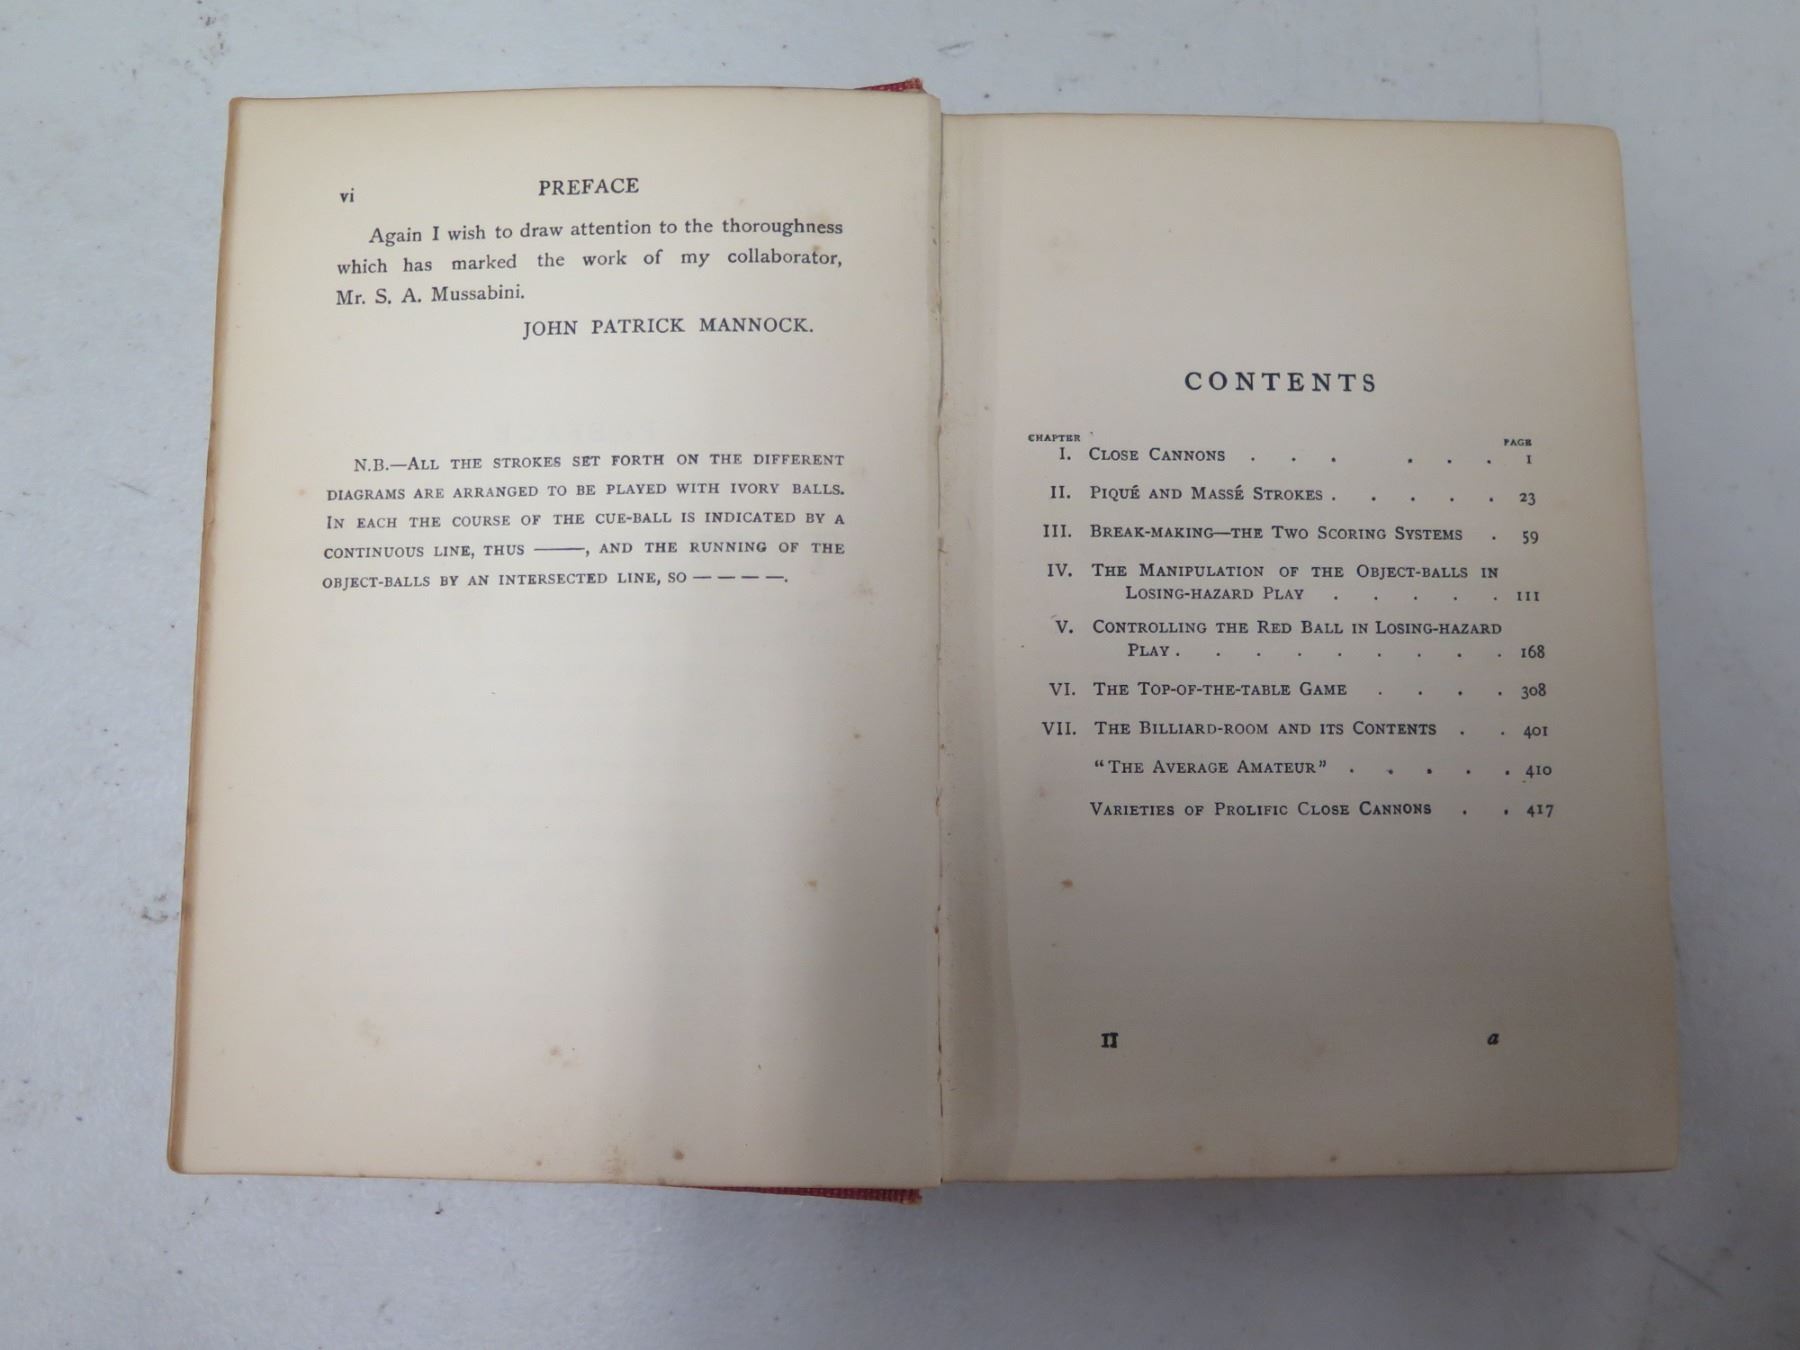 vi PREFACE
Again I wish to draw attention to the thoroughness
which has marked the work of my collaborator,
Mr. S. A. Mussabini.
JOHN PATRICK MANNOCK.
N.B.—ALL THE STROKES SET FORTH ON THE DIFFERENT
DIAGRAMS ARE ARRANGED TO BE PLAYED WITH IVORY BALLS.
IN EACH THE COURSE OF THE CUE-BALL IS INDICATED BY A
CONTINUOUS LINE, THUS ———, AND THE RUNNING OF THE
OBJECT-BALLS BY AN INTERSECTED LINE, SO — — — —.
CONTENTS
CHAPTER PAGE
I. CLOSE CANNONS . . . . . . 1
II. PIQUÉ AND MASSÉ STROKES . . . . . 23
III. BREAK-MAKING—THE TWO SCORING SYSTEMS . 59
IV. THE MANIPULATION OF THE OBJECT-BALLS IN
LOSING-HAZARD PLAY . . . . . 111
V. CONTROLLING THE RED BALL IN LOSING-HAZARD
PLAY . . . . . . . . . 168
VI. THE TOP-OF-THE-TABLE GAME . . . . 308
VII. THE BILLIARD-ROOM AND ITS CONTENTS . . 401
"THE AVERAGE AMATEUR" . . . . . 410
VARIETIES OF PROLIFIC CLOSE CANNONS . . 417
II a